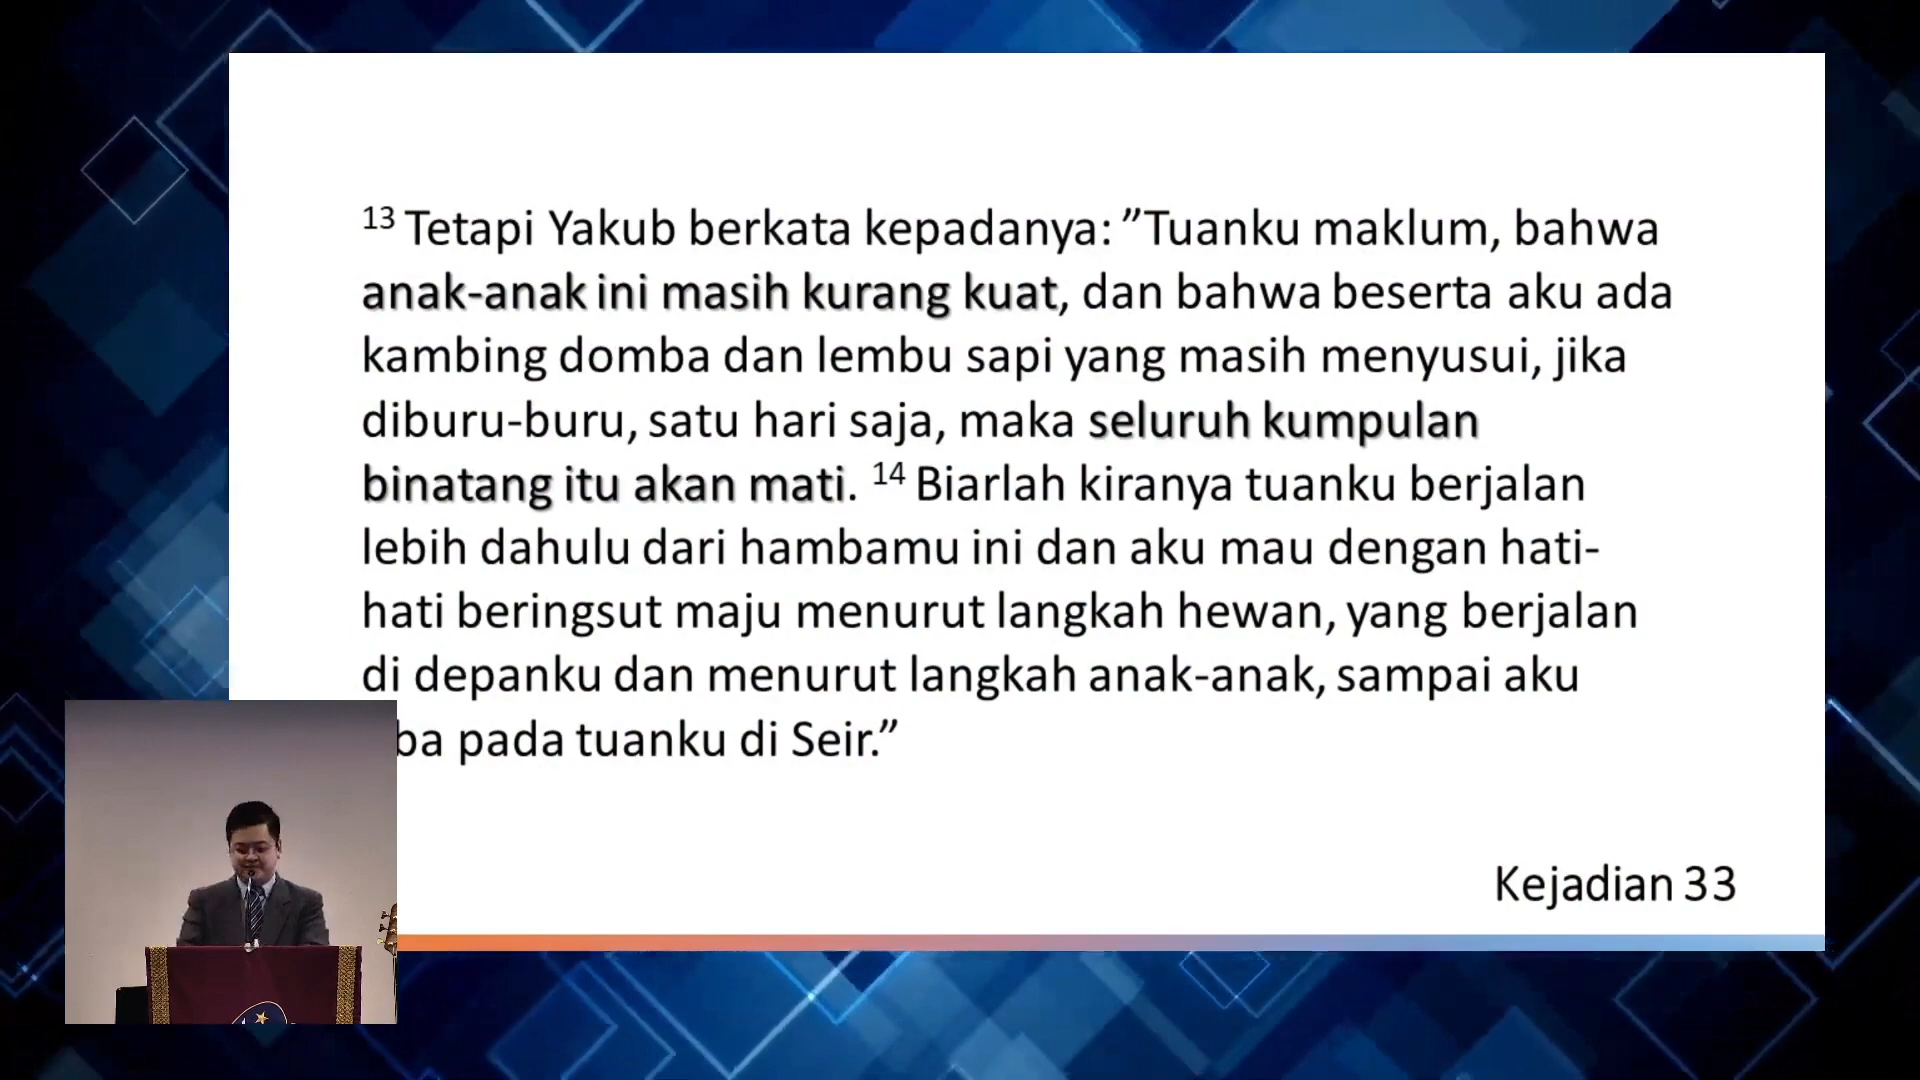 13 Tetapi Yakub berkata kepadanya: ”Tuanku maklum, bahwa
anak-anak ini masih kurang kuat, dan bahwa beserta aku ada
kambing domba dan lembu sapi yang masih menyusui, jika
diburu-buru, satu hari saja, maka seluruh kumpulan
binatang itu akan mati. 14 Biarlah kiranya tuanku berjalan
lebih dahulu dari hambamu ini dan aku mau dengan hati-
hati beringsut maju menurut langkah hewan, yang berjalan
di depanku dan menurut langkah anak-anak, sampai aku
pada tuanku di Seir.”
Kejadian 33